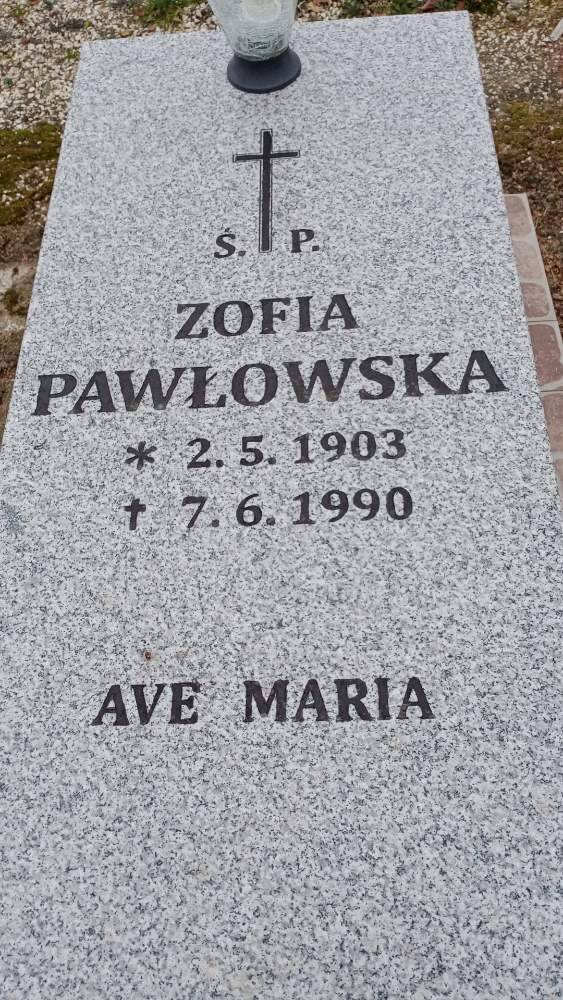 Ś. P.
ZOFIA
PAWŁOWSKA
* 2. 5. 1903
† 7. 6. 1990
AVE MARIA